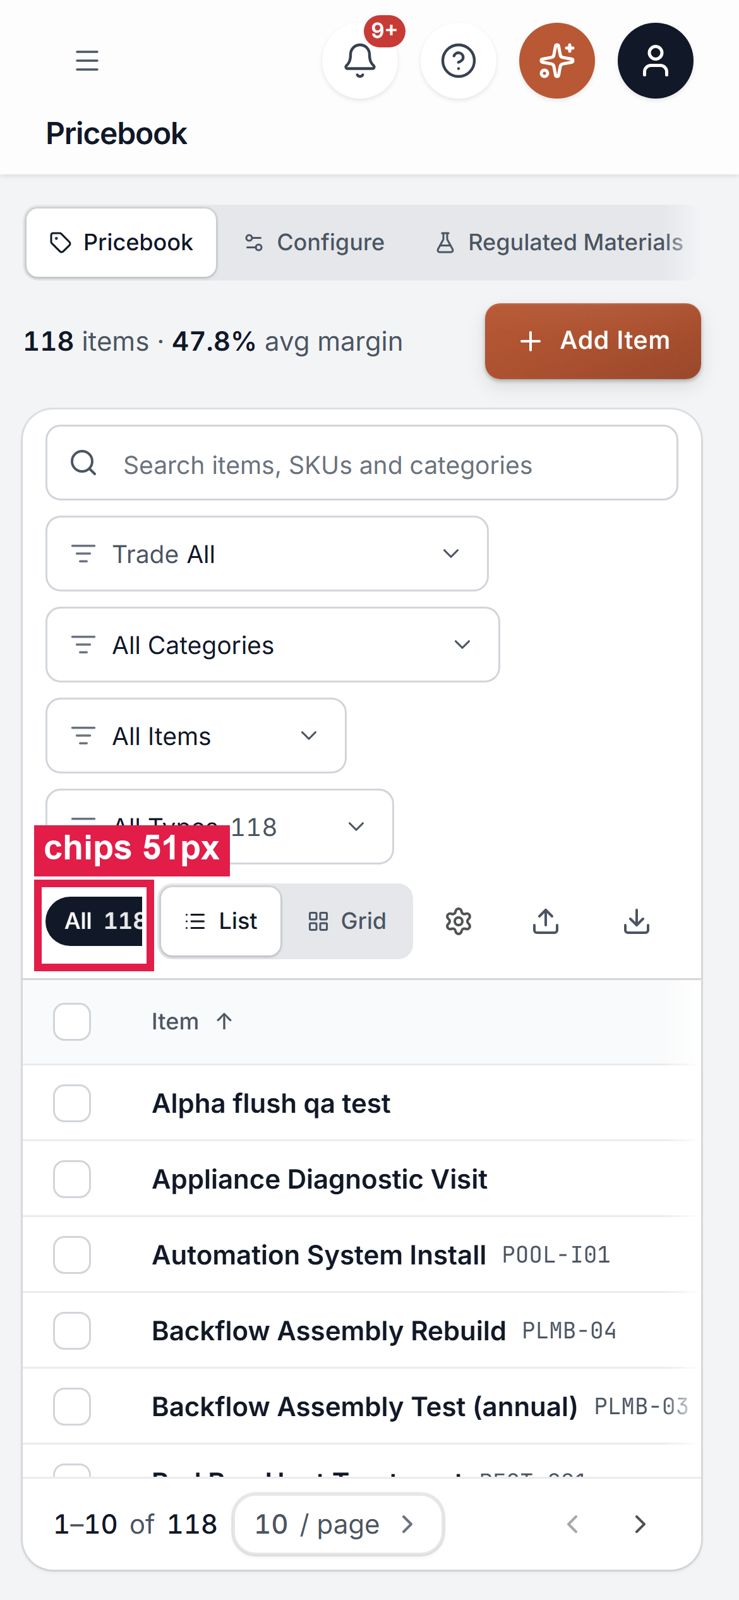 9+
Pricebook
Pricebook Configure Regulated Materials
118 items · 47.8% avg margin
+ Add Item
Search items, SKUs and categories
Trade All
All Categories
All Items
118
chips 51px
All 118 List Grid
Item ↑
Alpha flush qa test
Appliance Diagnostic Visit
Automation System Install POOL-I01
Backflow Assembly Rebuild PLMB-04
Backflow Assembly Test (annual) PLMB-03
1–10 of 118 10 / page